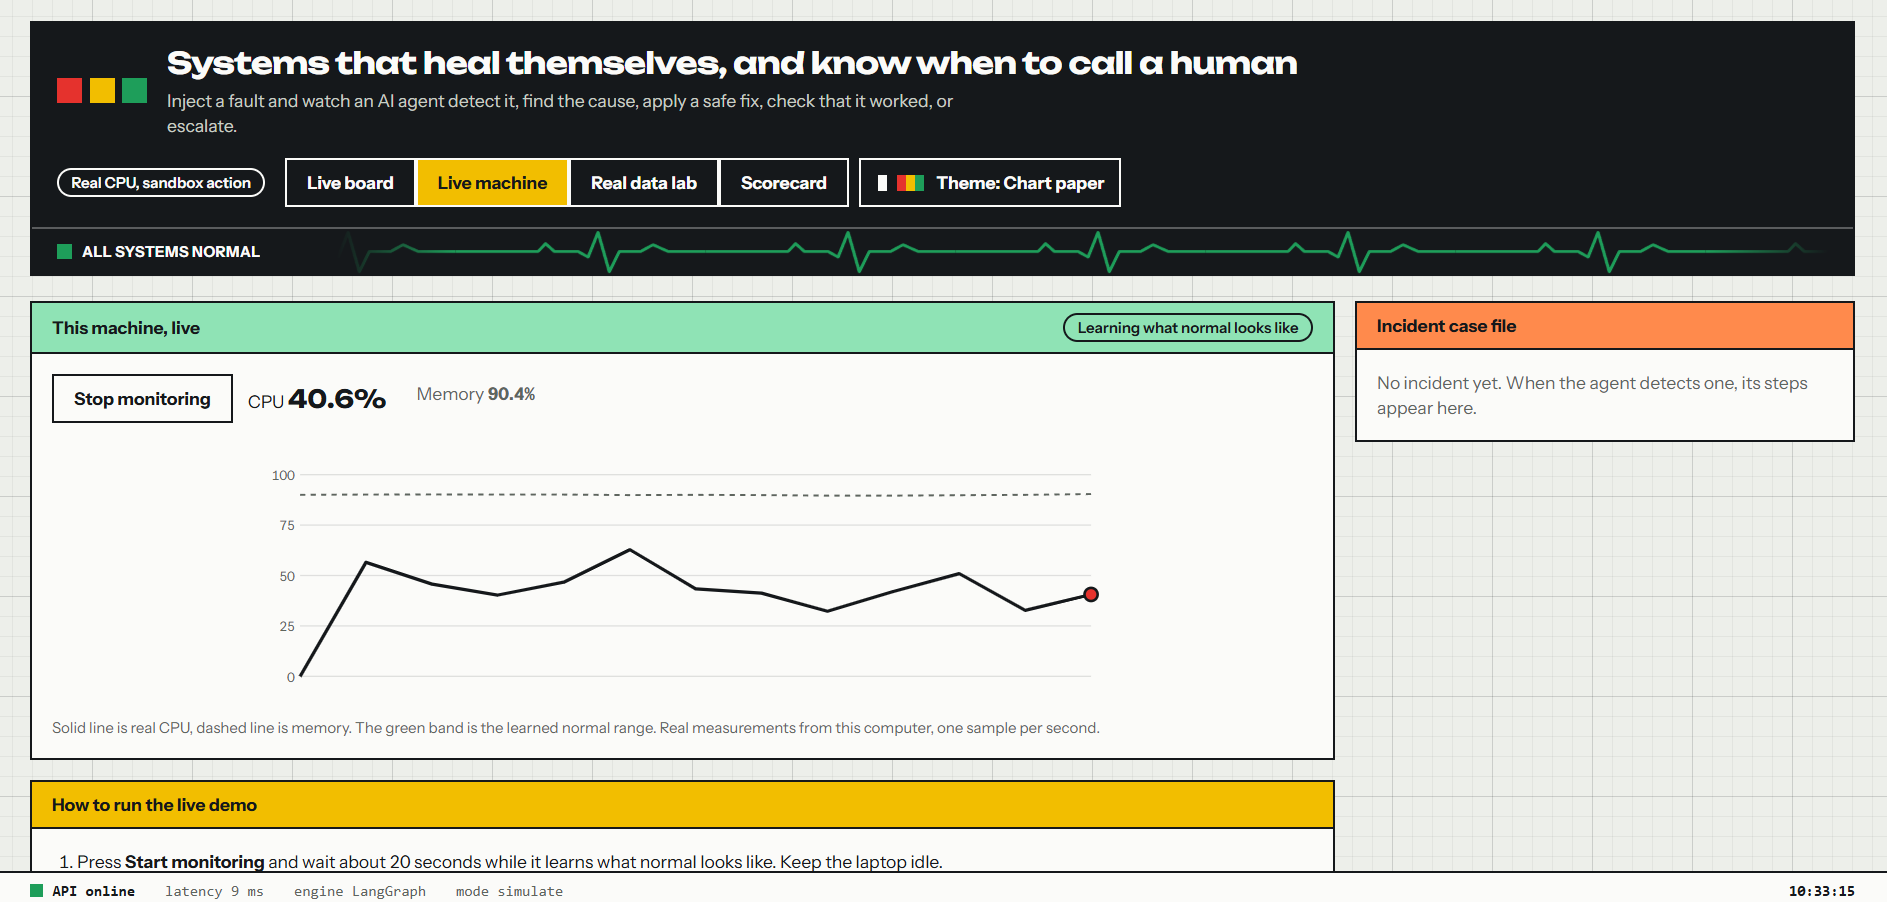 Systems that heal themselves, and know when to call a human
Inject a fault and watch an AI agent detect it, find the cause, apply a safe fix, check that it worked, or
escalate.
Real CPU, sandbox action
Live board
Live machine
Real data lab
Scorecard
Theme: Chart paper
ALL SYSTEMS NORMAL
This machine, live
Learning what normal looks like
Stop monitoring
CPU 40.6%
Memory 90.4%
100
75
50
25
0
Solid line is real CPU, dashed line is memory. The green band is the learned normal range. Real measurements from this computer, one sample per second.
Incident case file
No incident yet. When the agent detects one, its steps
appear here.
How to run the live demo
1. Press Start monitoring and wait about 20 seconds while it learns what normal looks like. Keep the laptop idle.
API online latency 9 ms engine LangGraph mode simulate
10:33:15